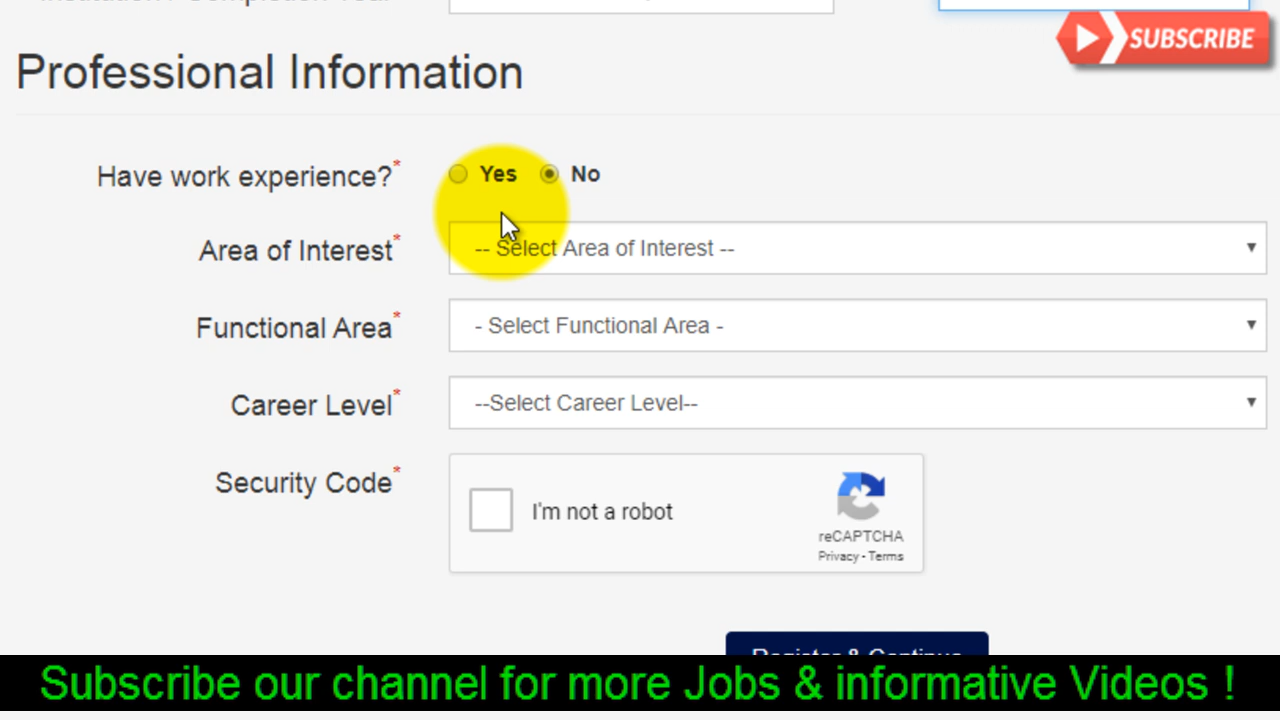 SUBSCRIBE
Professional Information
Have work experience?* Yes No
Area of Interest* -- Select Area of Interest --
Functional Area* - Select Functional Area -
Career Level* --Select Career Level--
Security Code* I'm not a robot
reCAPTCHA
Privacy - Terms
Register & Continue
Subscribe our channel for more Jobs & informative Videos !